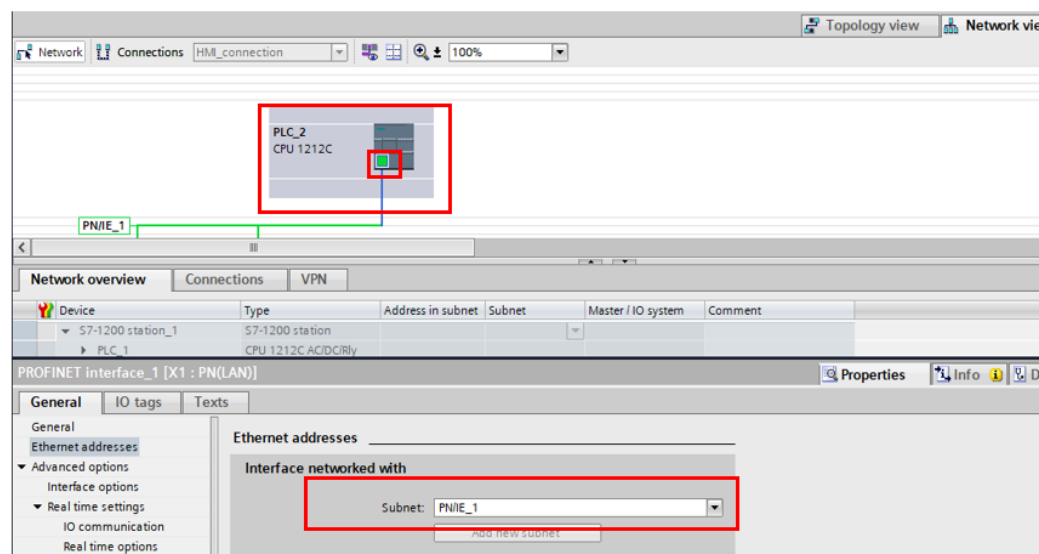 Topology view
Network vie
Network
Connections
HMI_connection
100%
PLC_2
CPU 1212C
PN/IE_1
Network overview
Connections
VPN
Device
Type
Address in subnet
Subnet
Master / IO system
Comment
S7-1200 station_1
S7-1200 station
PLC_1
CPU 1212C AC/DC/Rly
PROFINET interface_1 [X1 : PN(LAN)]
Properties
Info
D
General
IO tags
Texts
General
Ethernet addresses
Advanced options
Interface options
Real time settings
IO communication
Real time options
Ethernet addresses
Interface networked with
Subnet:
PN/IE_1
Add new subnet